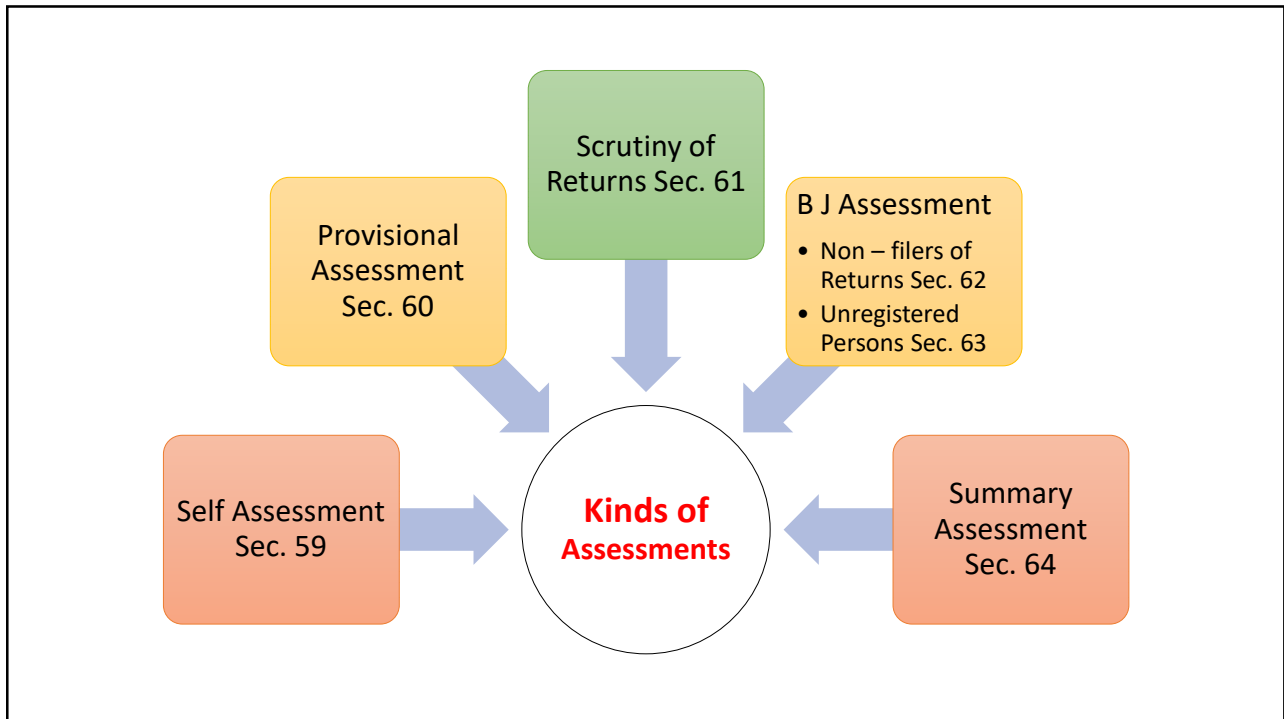 Scrutiny of
Returns Sec. 61
Provisional
Assessment
Sec. 60
B J Assessment
• Non – filers of
Returns Sec. 62
• Unregistered
Persons Sec. 63
Self Assessment
Sec. 59
Kinds of
Assessments
Summary
Assessment
Sec. 64